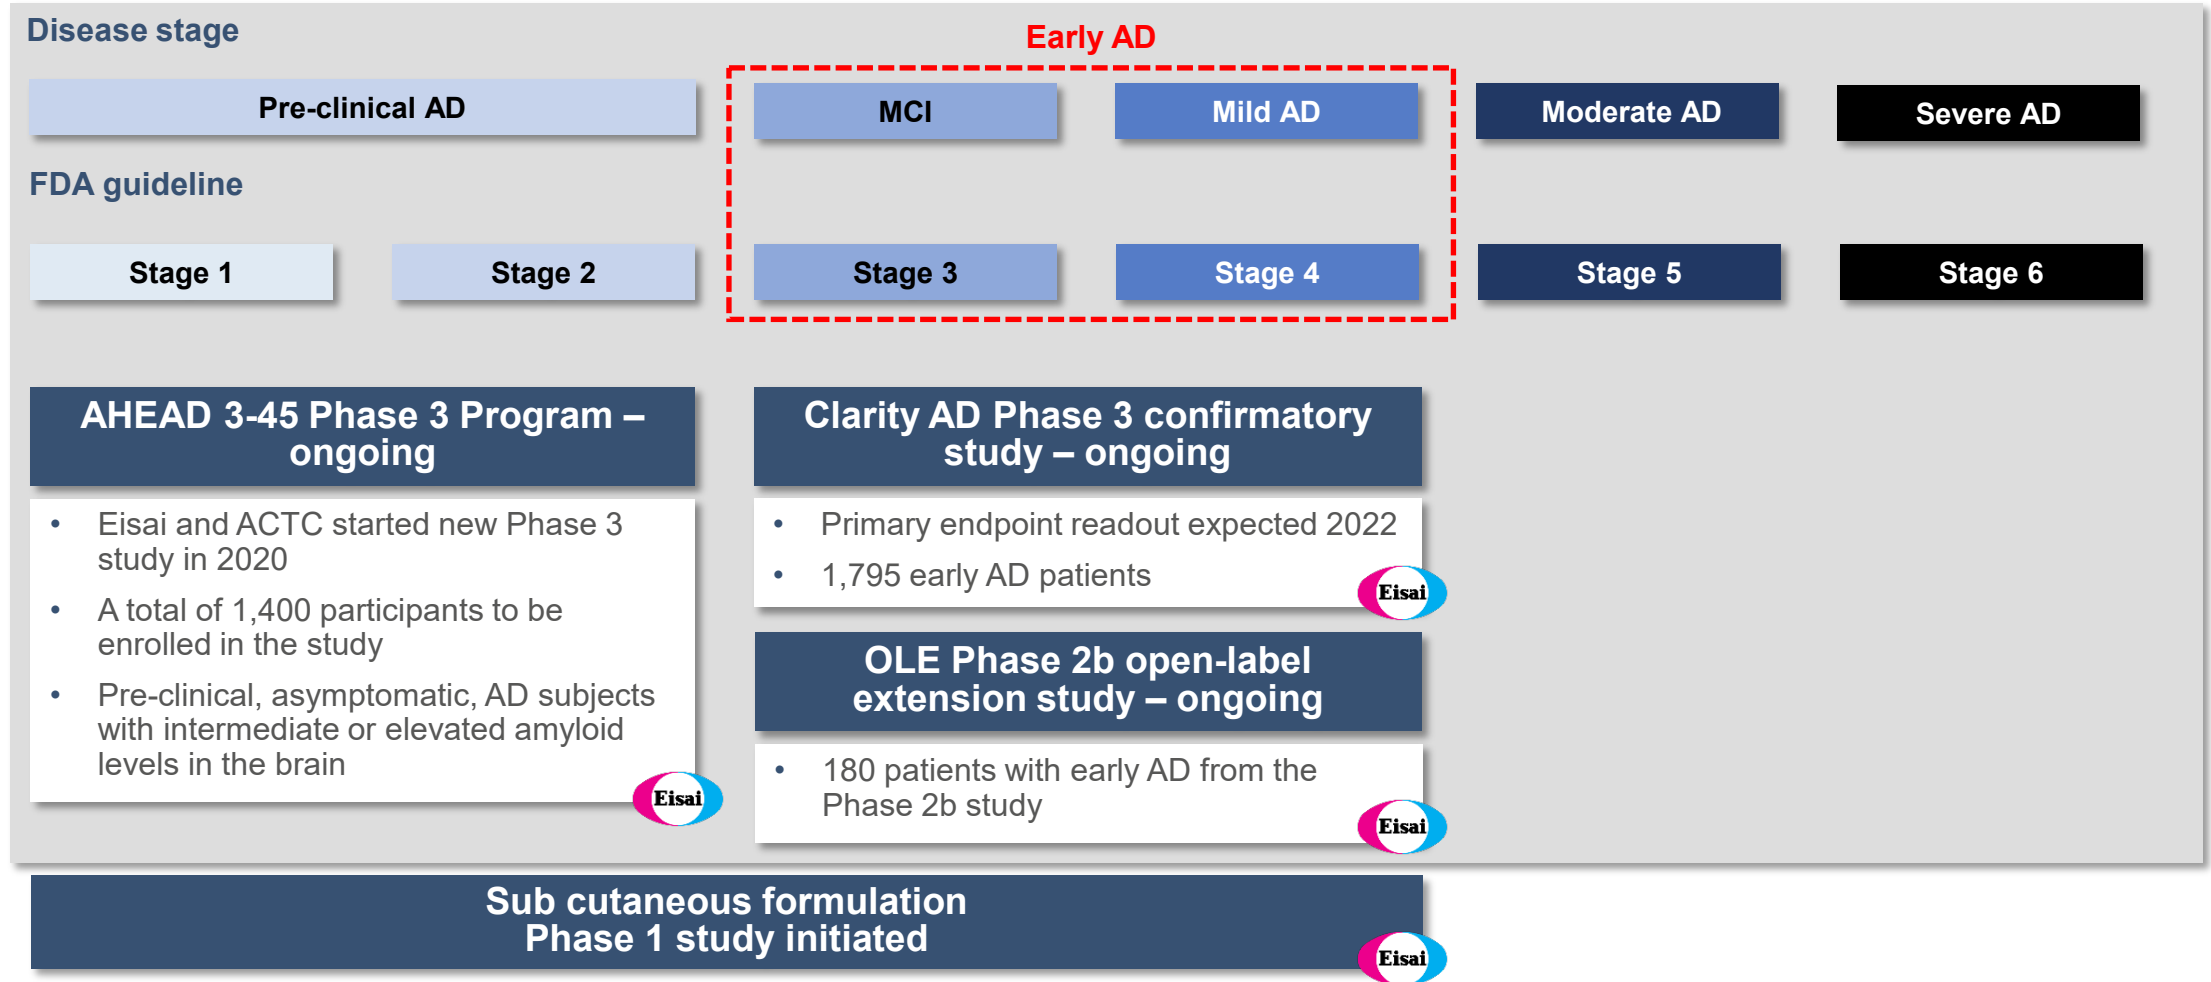 Disease stage
Early AD
Pre-clinical AD
MCI
Mild AD
Moderate AD
Severe AD
FDA guideline
Stage 1
Stage 2
Stage 3
Stage 4
Stage 5
Stage 6
AHEAD 3-45 Phase 3 Program –
ongoing
• Eisai and ACTC started new Phase 3
study in 2020
• A total of 1,400 participants to be
enrolled in the study
• Pre-clinical, asymptomatic, AD subjects
with intermediate or elevated amyloid
levels in the brain
Eisai
Clarity AD Phase 3 confirmatory
study – ongoing
• Primary endpoint readout expected 2022
• 1,795 early AD patients
Eisai
OLE Phase 2b open-label
extension study – ongoing
• 180 patients with early AD from the
Phase 2b study
Eisai
Sub cutaneous formulation
Phase 1 study initiated
Eisai